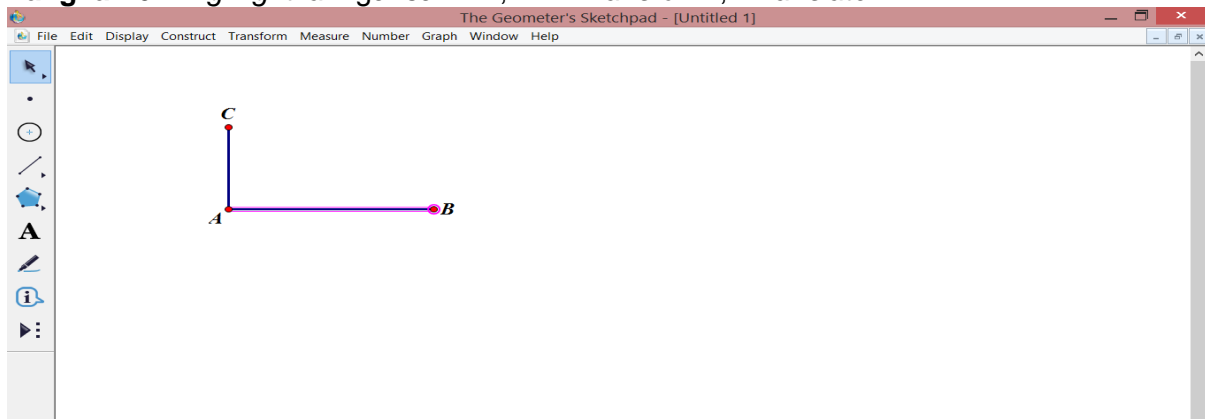 The Geometer's Sketchpad - [Untitled 1]
File Edit Display Construct Transform Measure Number Graph Window Help
C
A
B
A